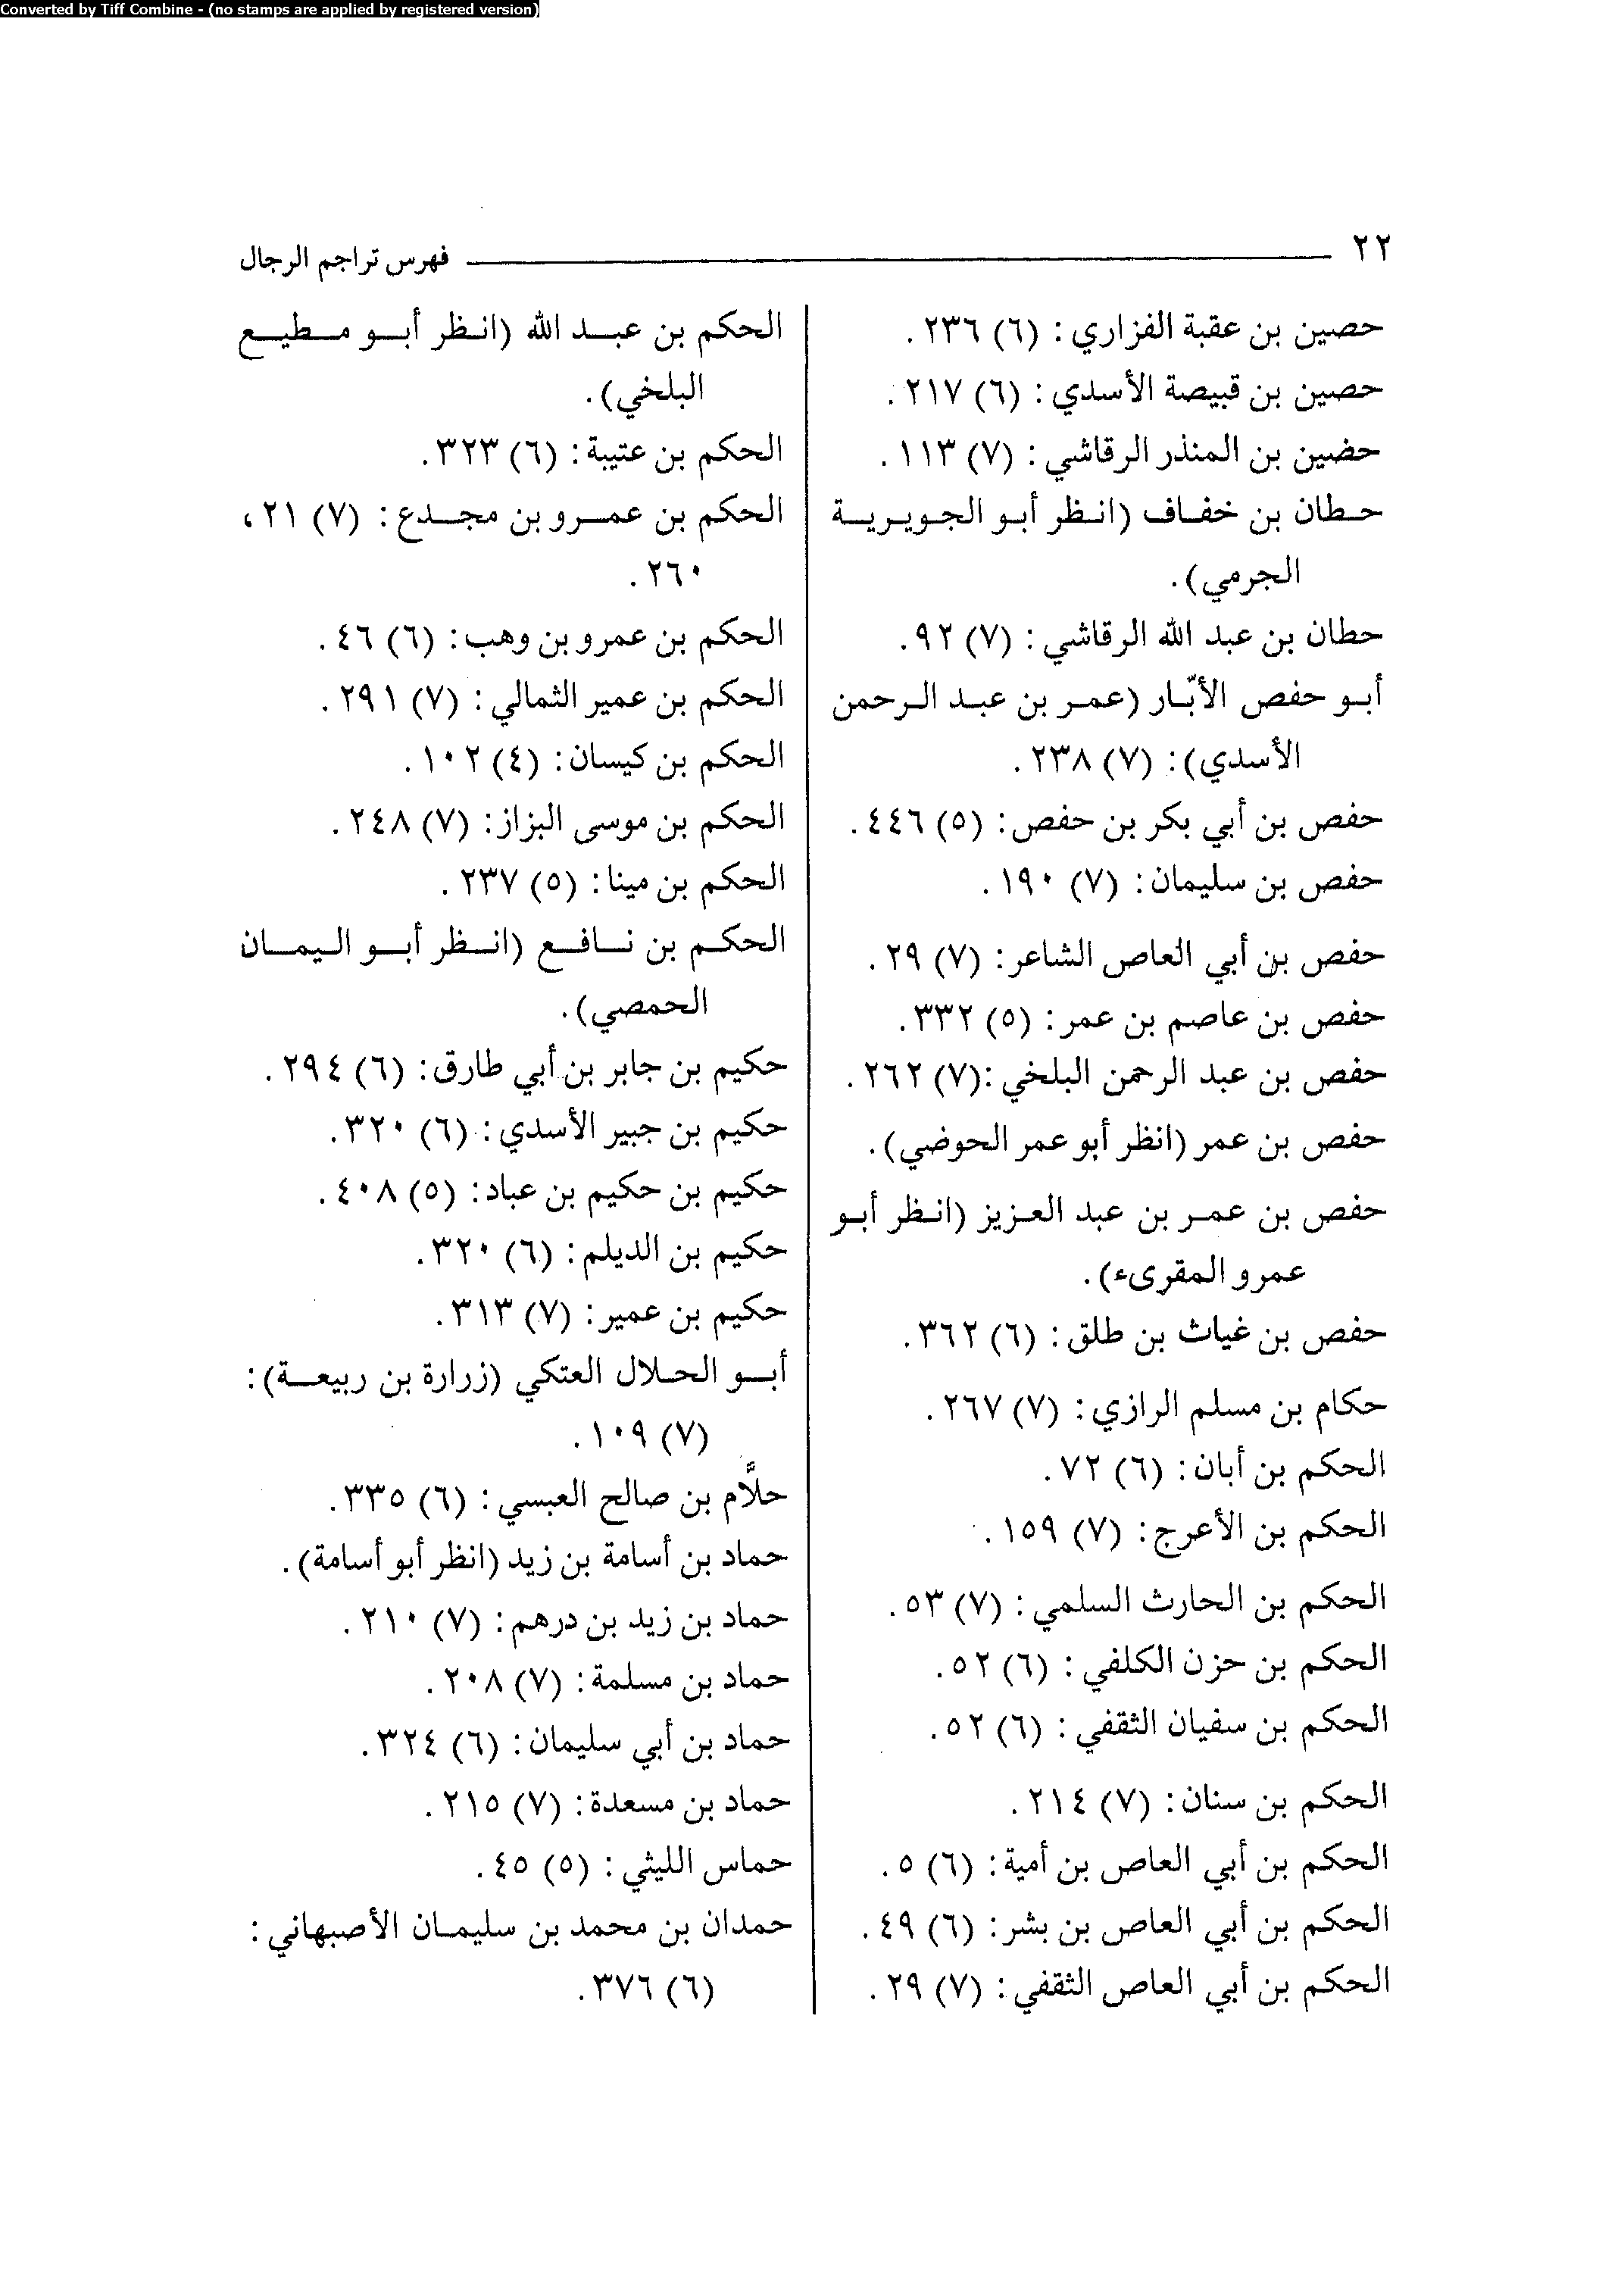 Converted by Tiff Combine - (no stamps are applied by registered version)
٢٢
فهرس تراجم الرجال
حصين بن عقبة الفزاري: (٦) ٢٣٦.
حصين بن قبيصة الأسدي: (٦) ٢١٧.
حضين بن المنذر الرقاشي: (٧) ١١٣.
حطان بن خفاف (انظر أبو الجويرية
الجرمي).
حطان بن عبد الله الرقاشي: (٧) ٩٢.
أبو حفص الأبّار (عمر بن عبد الرحمن
الأسدي): (٧) ٢٣٨.
حفص بن أبي بكر بن حفص: (٥) ٤٤٦.
حفص بن سليمان: (٧) ١٩٠.
حفص بن أبي العاص الشاعر: (٧) ٢٩.
حفص بن عاصم بن عمر: (٥) ٣٣٢.
حفص بن عبد الرحمن البلخي:(٧) ٢٦٢.
حفص بن عمر (انظر أبو عمر الحوضي).
حفص بن عمر بن عبد العزيز (انظر أبو
عمرو المقرىء).
حفص بن غياث بن طلق: (٦) ٣٦٢.
حكام بن مسلم الرازي: (٧) ٢٦٧.
الحكم بن أبان: (٦) ٧٢.
الحكم بن الأعرج: (٧) ١٥٩.
الحكم بن الحارث السلمي: (٧) ٥٣.
الحكم بن حزن الكلفي: (٦) ٥٢.
الحكم بن سفيان الثقفي: (٦) ٥٢.
الحكم بن سنان: (٧) ٢١٤.
الحكم بن أبي العاص بن أمية: (٦) ٥.
الحكم بن أبي العاص بن بشر: (٦) ٤٩.
الحكم بن أبي العاص الثقفي: (٧) ٢٩.
الحكم بن عبد الله (انظر أبو مطيع
البلخي).
الحكم بن عتيبة: (٦) ٣٢٣.
الحكم بن عمرو بن مجدع: (٧) ٢١،
٢٦٠.
الحكم بن عمرو بن وهب: (٦) ٤٦.
الحكم بن عمير الثمالي: (٧) ٢٩١.
الحكم بن كيسان: (٤) ١٠٢.
الحكم بن موسى البزاز: (٧) ٢٤٨.
الحكم بن مينا: (٥) ٢٣٧.
الحكم بن نافع (انظر أبو اليمان
الحمصي).
حكيم بن جابر بن أبي طارق: (٦) ٢٩٤.
حكيم بن جبير الأسدي: (٦) ٣٢٠.
حكيم بن حكيم بن عباد: (٥) ٤٠٨.
حكيم بن الديلم: (٦) ٣٢٠.
حكيم بن عمير: (٧) ٣١٣.
أبو الحلال العتكي (زرارة بن ربيعة):
(٧) ١٠٩.
حلاَّم بن صالح العبسي: (٦) ٣٣٥.
حماد بن أسامة بن زيد (انظر أبو أسامة).
حماد بن زيد بن درهم: (٧) ٢١٠.
حماد بن مسلمة: (٧) ٢٠٨.
حماد بن أبي سليمان: (٦) ٣٢٤.
حماد بن مسعدة: (٧) ٢١٥.
حماس الليثي: (٥) ٤٥.
حمدان بن محمد بن سليمان الأصبهاني:
(٦) ٣٧٦.